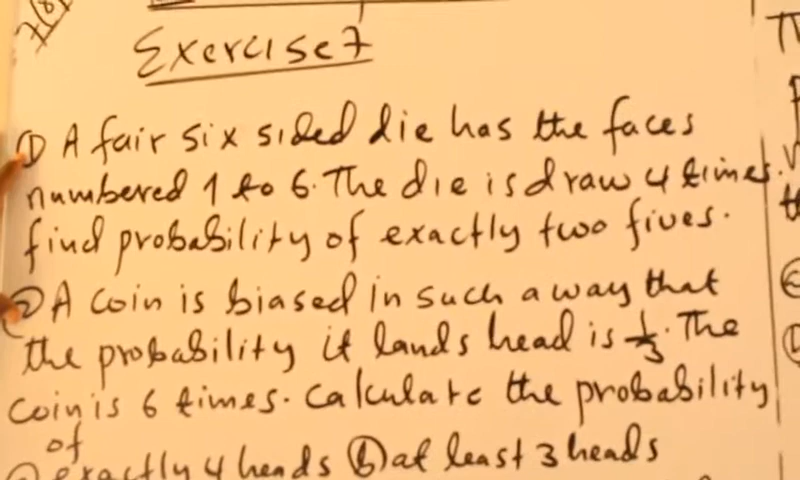 Exercise 7
① A fair six sided die has the faces
numbered 1 to 6. The die is draw 4 times.
find probability of exactly two fives.
② A coin is biased in such a way that
the probability it lands head is 1/3. The
coin is 6 times. Calculate the probability
of
exactly 4 heads ⓑ at least 3 heads